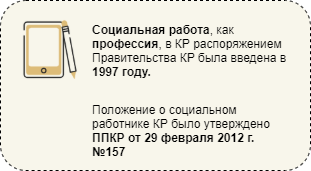 Социальная работа, как
профессия, в КР распоряжением
Правительства КР была введена в
1997 году.
Положение о социальном
работнике КР было утверждено
ППКР от 29 февраля 2012 г.
№157